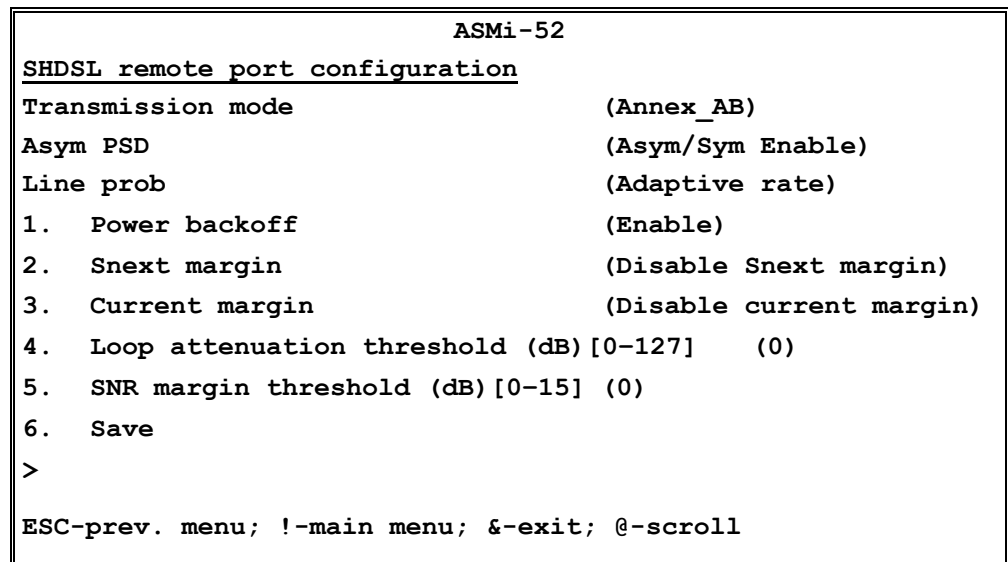 ASMi-52
SHDSL remote port configuration
Transmission mode (Annex_AB)
Asym PSD (Asym/Sym Enable)
Line prob (Adaptive rate)
1. Power backoff (Enable)
2. Snext margin (Disable Snext margin)
3. Current margin (Disable current margin)
4. Loop attenuation threshold (dB)[0–127] (0)
5. SNR margin threshold (dB)[0–15] (0)
6. Save
>
ESC-prev. menu; !-main menu; &-exit; @-scroll